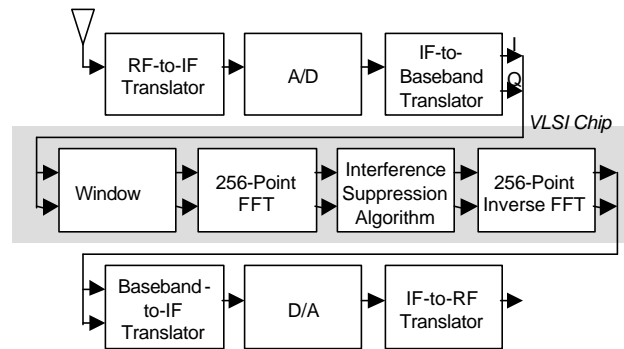 RF-to-IF
Translator
A/D
IF-to-
Baseband
Translator
I
Q
VLSI Chip
Window
256-Point
FFT
Interference
Suppression
Algorithm
256-Point
Inverse FFT
Baseband-
to-IF
Translator
D/A
IF-to-RF
Translator